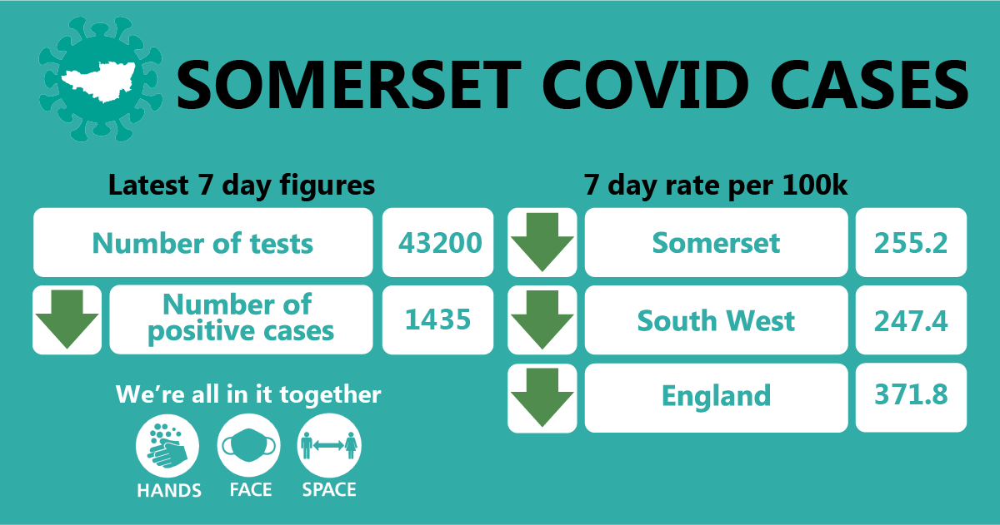 SOMERSET COVID CASES
Latest 7 day figures
Number of tests
43200
Number of
positive cases
1435
We're all in it together
HANDS
FACE
SPACE
7 day rate per 100k
Somerset
255.2
South West
247.4
England
371.8